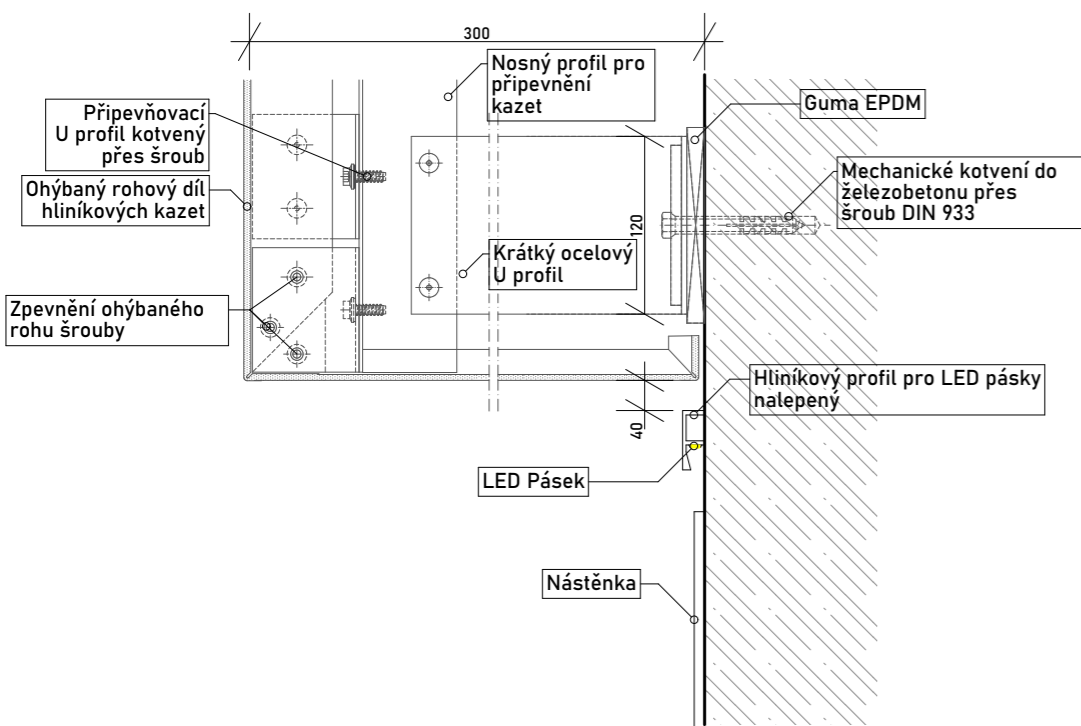 300
Nosný profil pro
připevnění
kazet
Guma EPDM
Připevňovací
U profil kotvený
přes šroub
Mechanické kotvení do
železobetonu přes
šroub DIN 933
Ohýbaný rohový díl
hliníkových kazet
120
Krátký ocelový
U profil
Zpevnění ohýbaného
rohu šrouby
Hliníkový profil pro LED pásky
nalepený
40
LED Pásek
Nástěnka